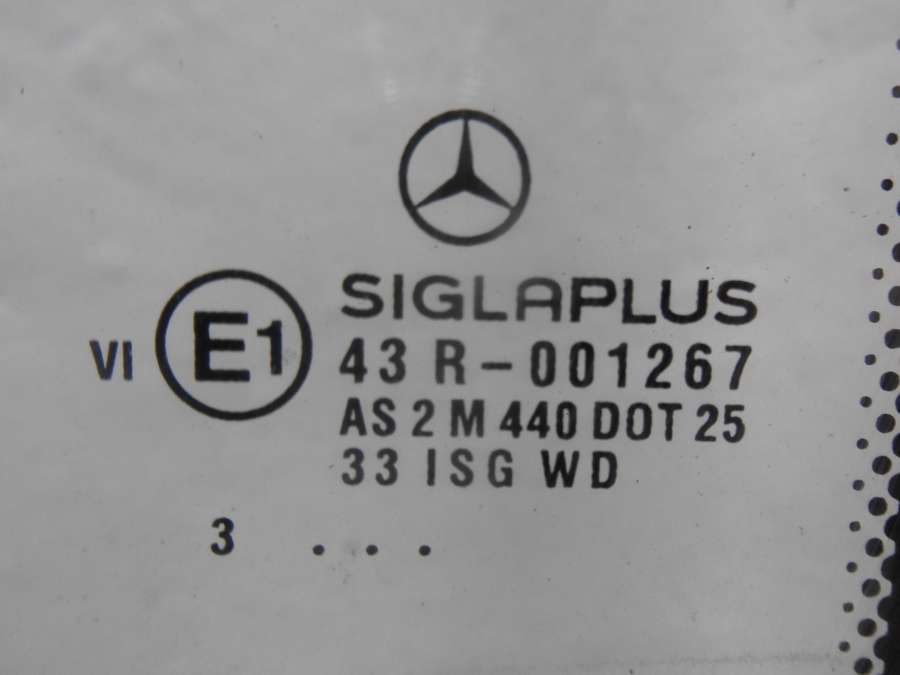 SIGLAPLUS
VI E1 43 R-001267
AS 2 M 440 DOT 25
33 ISG WD
3 . . .